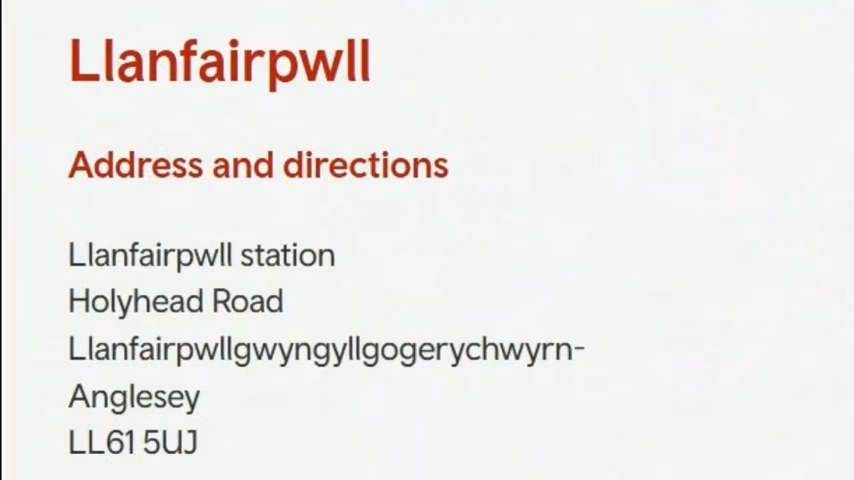 Llanfairpwll
Address and directions
Llanfairpwll station
Holyhead Road
Llanfairpwllgwyngyllgogerychwyrn-
Anglesey
LL61 5UJ